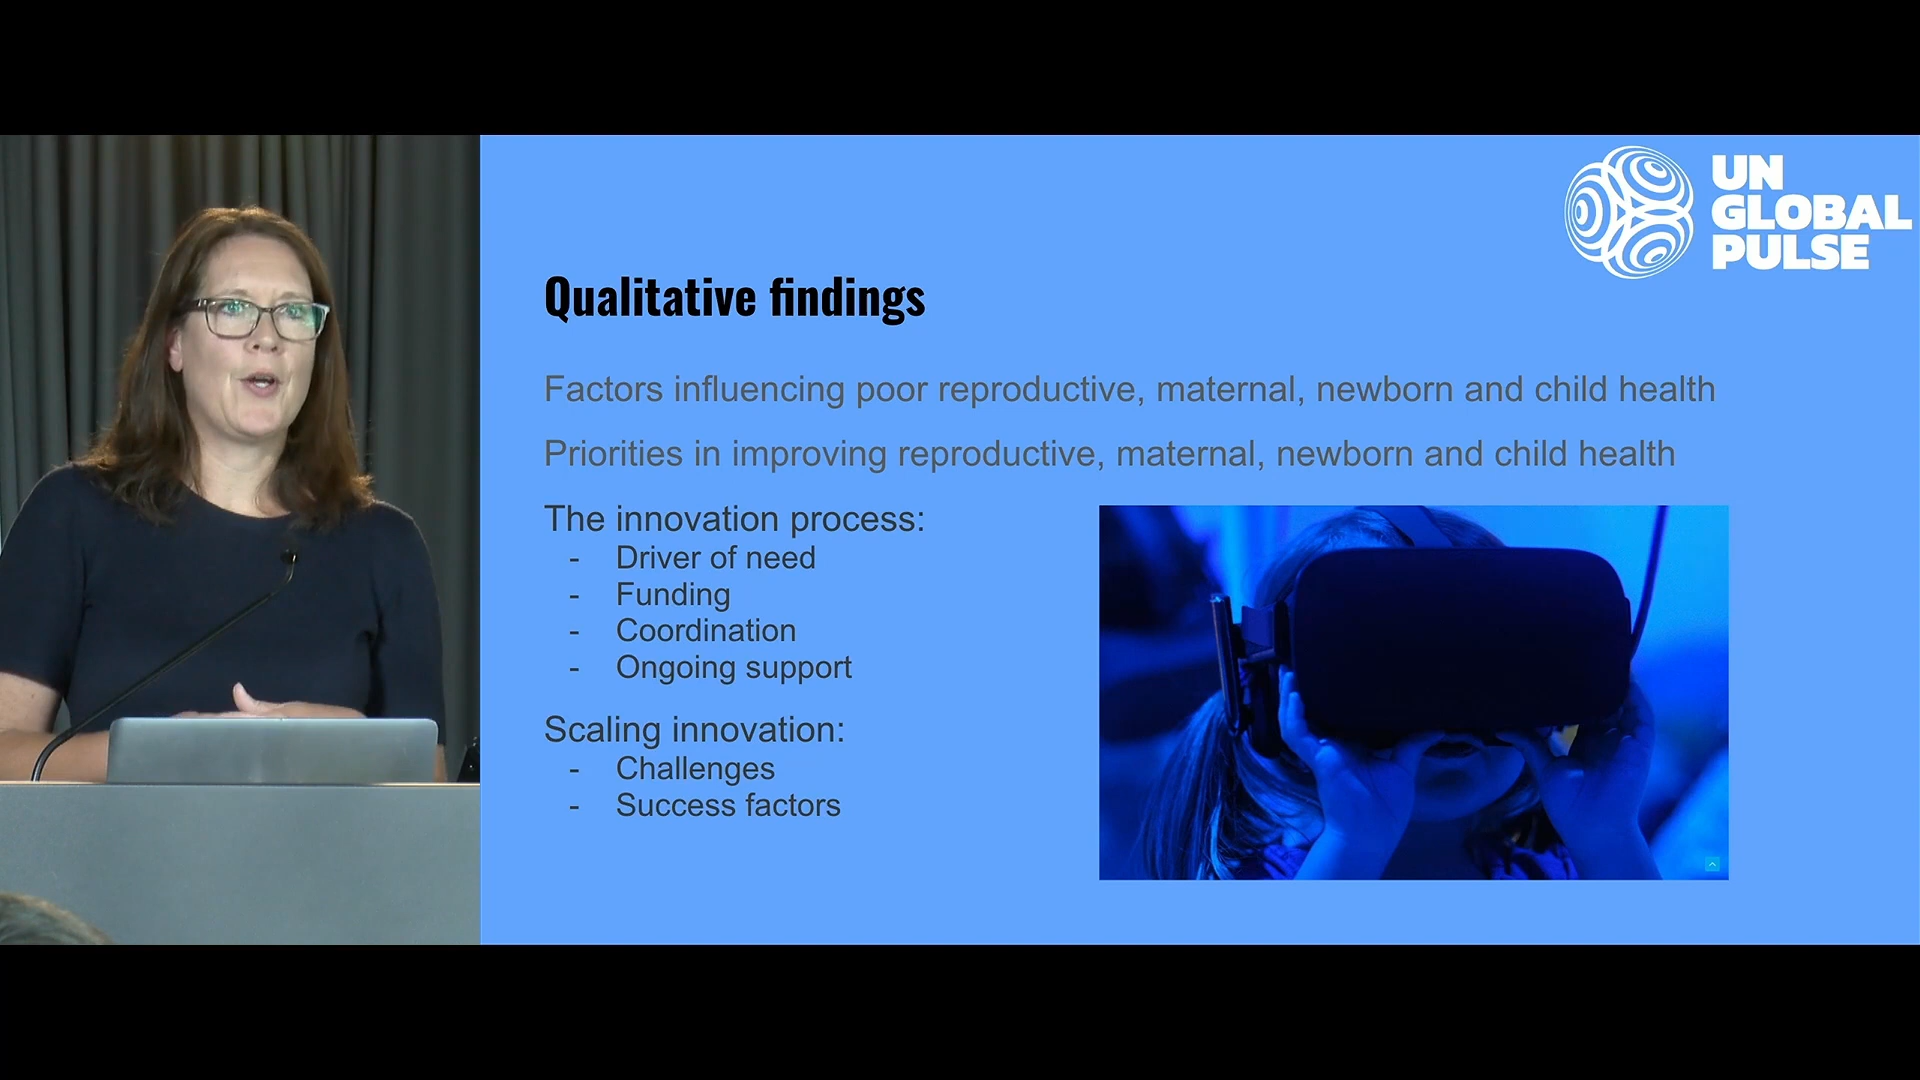 UN
GLOBAL
PULSE
Qualitative findings
Factors influencing poor reproductive, maternal, newborn and child health
Priorities in improving reproductive, maternal, newborn and child health
The innovation process:
- Driver of need
- Funding
- Coordination
- Ongoing support
Scaling innovation:
- Challenges
- Success factors